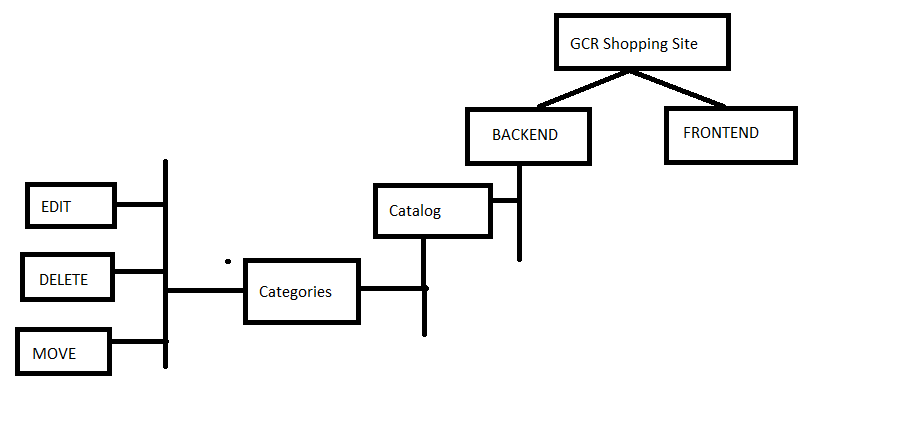 GCR Shopping Site
BACKEND
FRONTEND
Catalog
EDIT
DELETE
Categories
MOVE